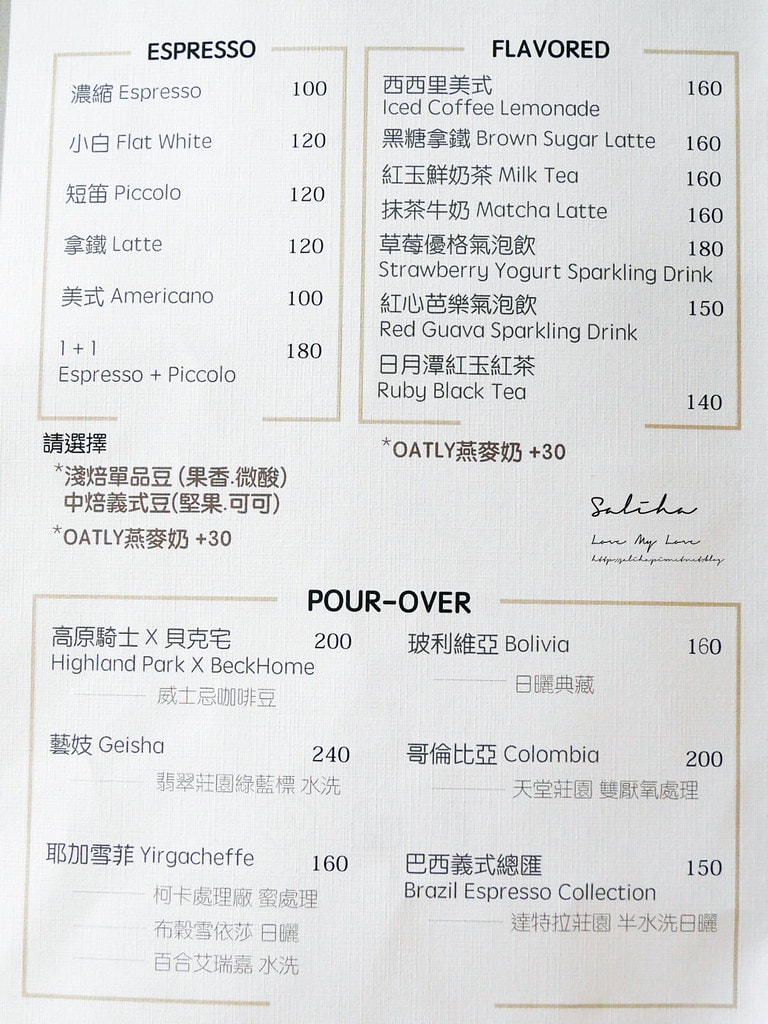 ESPRESSO
濃縮 Espresso 100
小白 Flat White 120
短笛 Piccolo 120
拿鐵 Latte 120
美式 Americano 100
1 + 1 180
Espresso + Piccolo
請選擇
*淺焙單品豆 (果香.微酸)
中焙義式豆(堅果.可可)
*OATLY燕麥奶 +30
FLAVORED
西西里美式 160
Iced Coffee Lemonade
黑糖拿鐵 Brown Sugar Latte 160
紅玉鮮奶茶 Milk Tea 160
抹茶牛奶 Matcha Latte 160
草莓優格氣泡飲 180
Strawberry Yogurt Sparkling Drink
紅心芭樂氣泡飲 150
Red Guava Sparkling Drink
日月潭紅玉紅茶
Ruby Black Tea 140
*OATLY燕麥奶 +30
Saliha
Love My Love
POUR-OVER
高原騎士 X 貝克宅 200
Highland Park X BeckHome
威士忌咖啡豆
藝妓 Geisha 240
翡翠莊園綠藍標 水洗
耶加雪菲 Yirgacheffe 160
柯卡處理廠 蜜處理
布穀雪依莎 日曬
百合艾瑞嘉 水洗
玻利維亞 Bolivia 160
日曬典藏
哥倫比亞 Colombia 200
天堂莊園 雙厭氧處理
巴西義式總匯 150
Brazil Espresso Collection
達特拉莊園 半水洗日曬